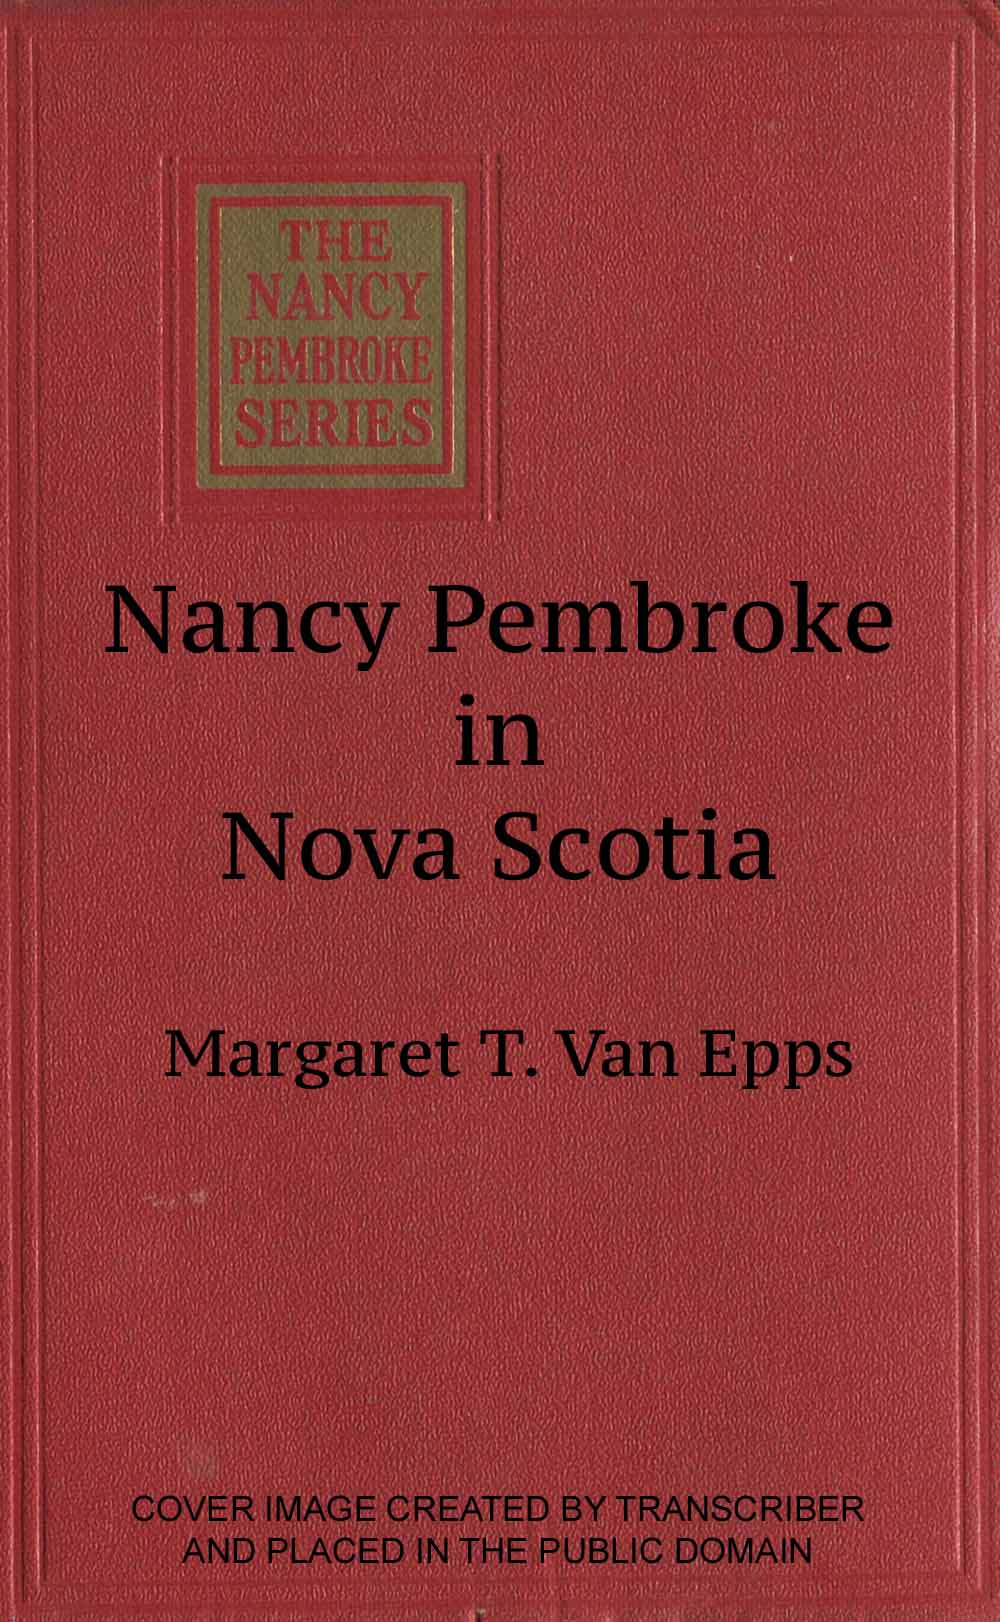 THE
NANCY
PEMBROKE
SERIES
Nancy Pembroke
in
Nova Scotia
Margaret T. Van Epps
COVER IMAGE CREATED BY TRANSCRIBER
AND PLACED IN THE PUBLIC DOMAIN